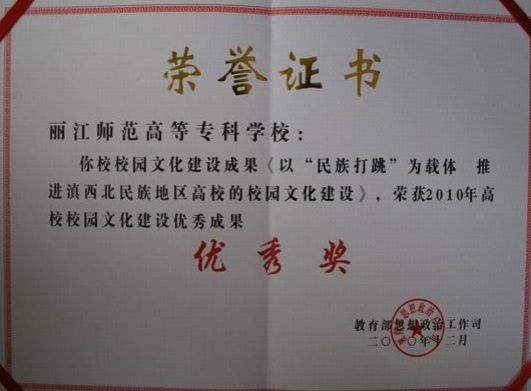 荣誉证书
丽江师范高等专科学校：
你校校园文化建设成果《以“民族打跳”为载体 推
进滇西北民族地区高校的校园文化建设》，荣获2010年高
校校园文化建设优秀成果
优秀奖
教育部思想政治工作司
二〇一〇年十二月